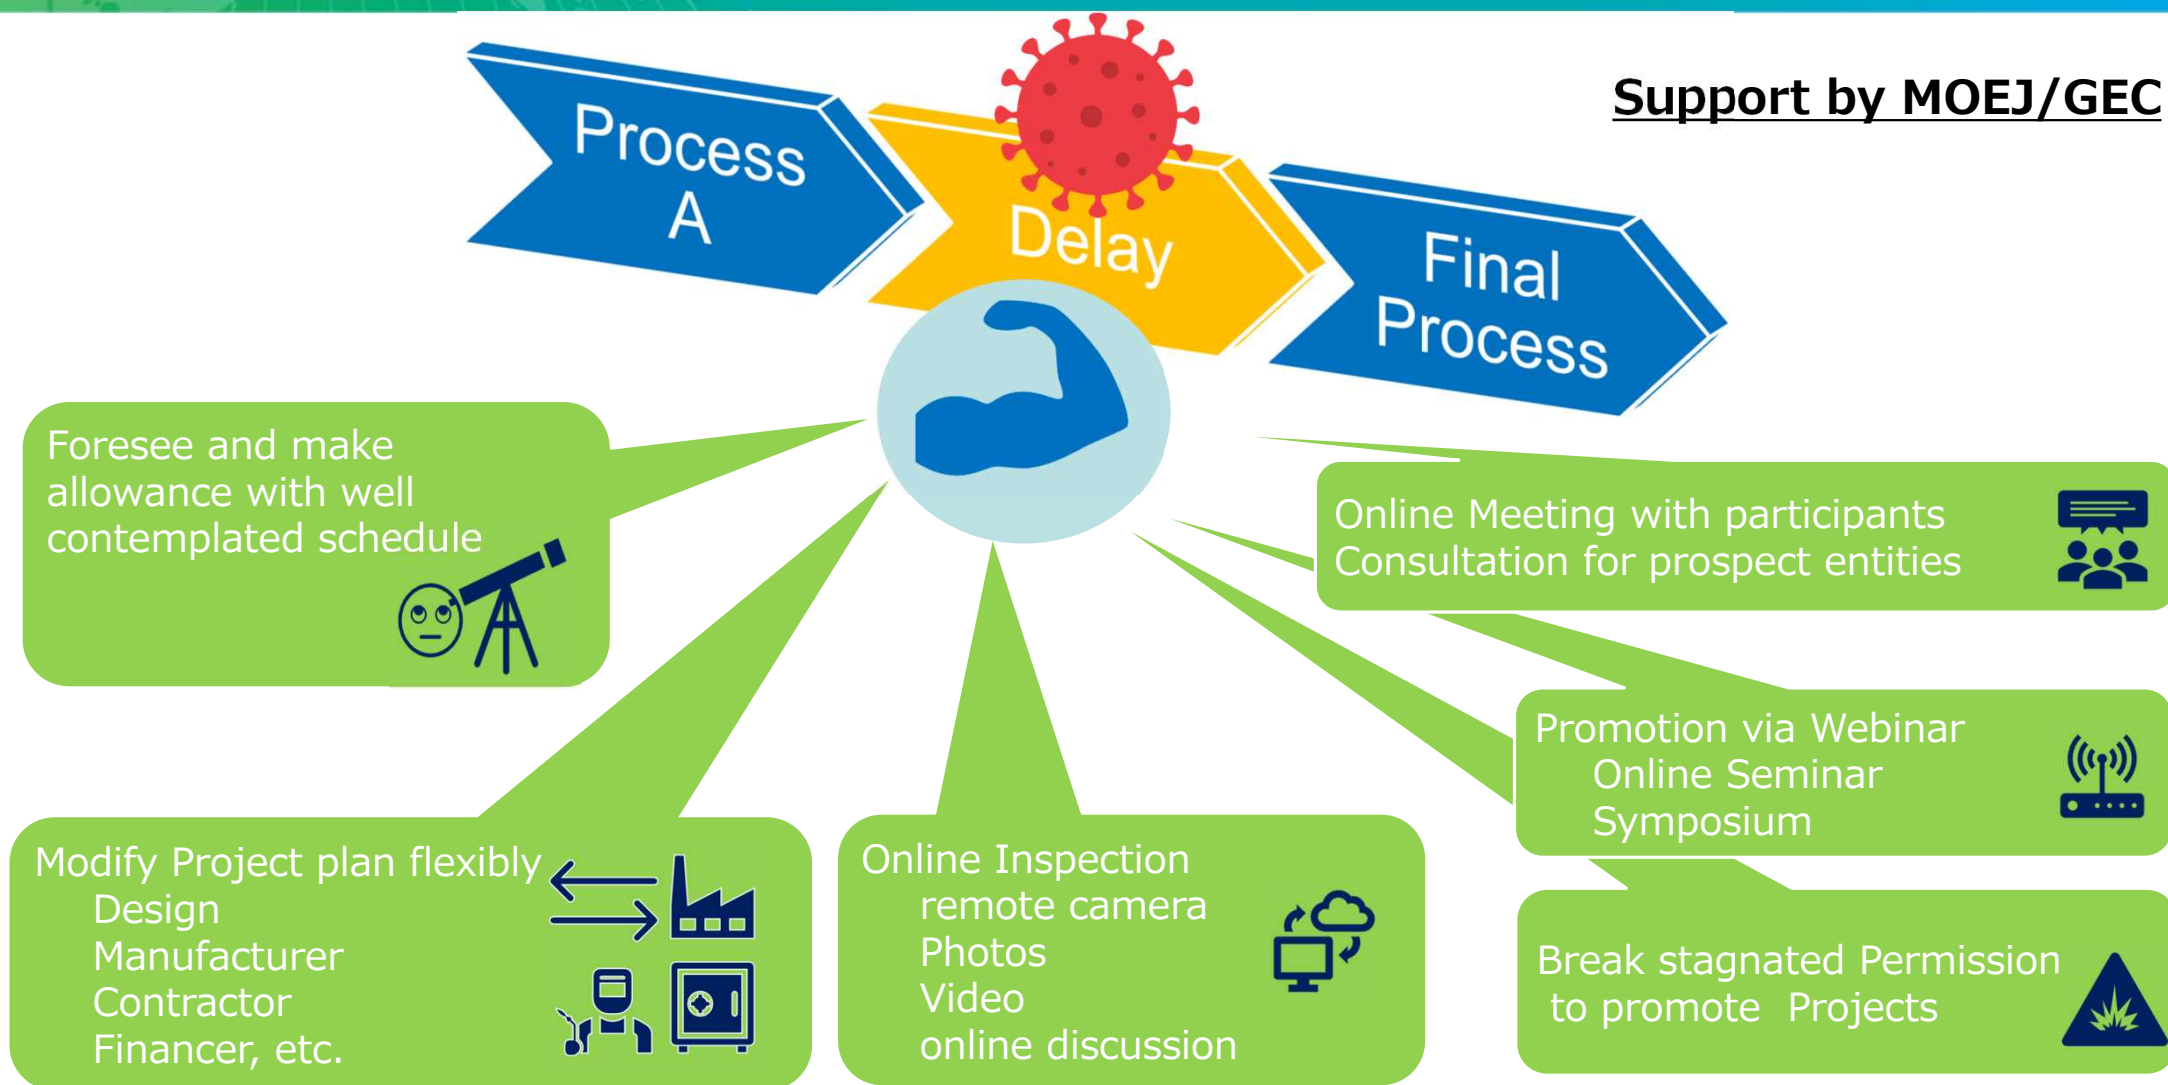 Support by MOEJ/GEC
Process
A
Delay
Final
Process
Foresee and make
allowance with well
contemplated schedule
Online Meeting with participants
Consultation for prospect entities
Promotion via Webinar
Online Seminar
Symposium
Modify Project plan flexibly
Design
Manufacturer
Contractor
Financer, etc.
Online Inspection
remote camera
Photos
Video
online discussion
Break stagnated Permission
to promote Projects